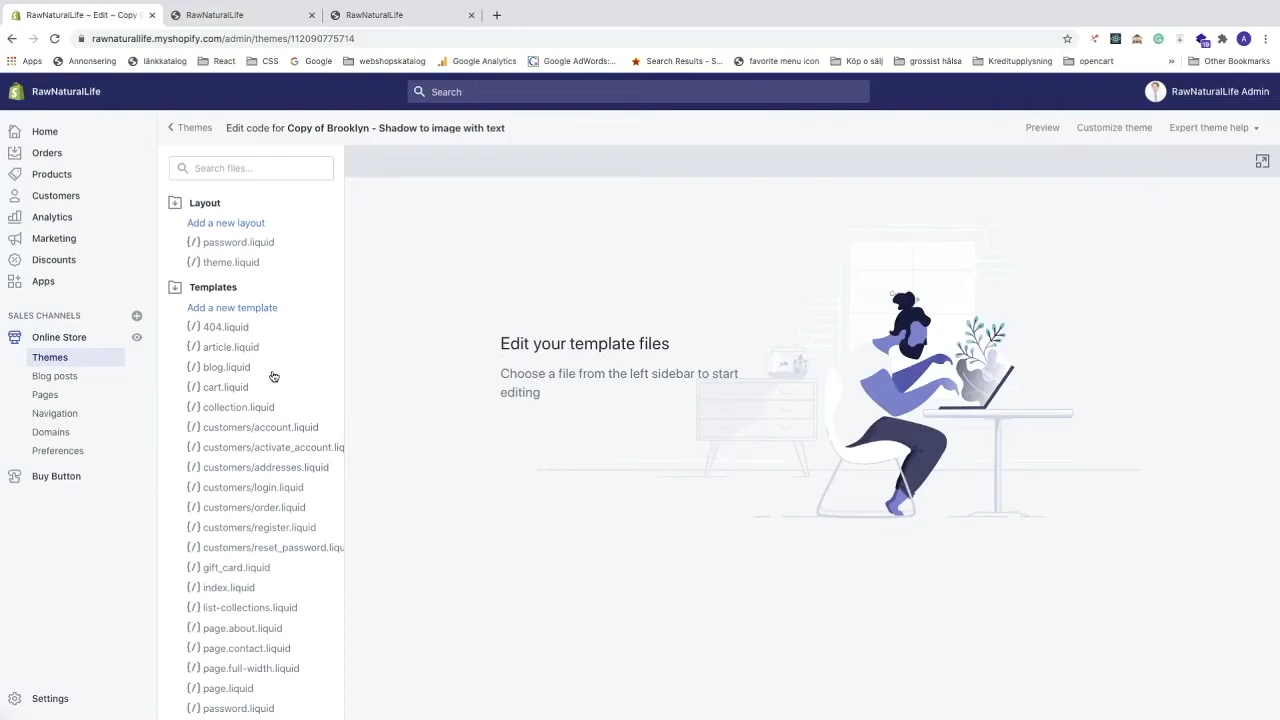 RawNaturalLife ~ Edit ~ Copy
RawNaturalLife
RawNaturalLife
rawnaturallife.myshopify.com/admin/themes/112090775714
A
19
Apps
Annonsering
länkkatalog
React
CSS
Google
webshopskatalog
Google Analytics
Google AdWords:...
Search Results - S...
favorite menu icon
Köp o sälj
grossist hälsa
Kreditupplysning
opencart
»
Other Bookmarks
RawNaturalLife
Search
RawNaturalLife Admin
Home
Orders
Products
Customers
Analytics
Marketing
Discounts
Apps
SALES CHANNELS
Online Store
Themes
Blog posts
Pages
Navigation
Domains
Preferences
Buy Button
Settings
Themes
Edit code for Copy of Brooklyn - Shadow to image with text
Preview
Customize theme
Expert theme help
Search files...
Layout
Add a new layout
{/} password.liquid
{/} theme.liquid
Templates
Add a new template
{/} 404.liquid
{/} article.liquid
{/} blog.liquid
{/} cart.liquid
{/} collection.liquid
{/} customers/account.liquid
{/} customers/activate_account.liq
{/} customers/addresses.liquid
{/} customers/login.liquid
{/} customers/order.liquid
{/} customers/register.liquid
{/} customers/reset_password.liqu
{/} gift_card.liquid
{/} index.liquid
{/} list-collections.liquid
{/} page.about.liquid
{/} page.contact.liquid
{/} page.full-width.liquid
{/} page.liquid
{/} password.liquid
Edit your template files
Choose a file from the left sidebar to start
editing